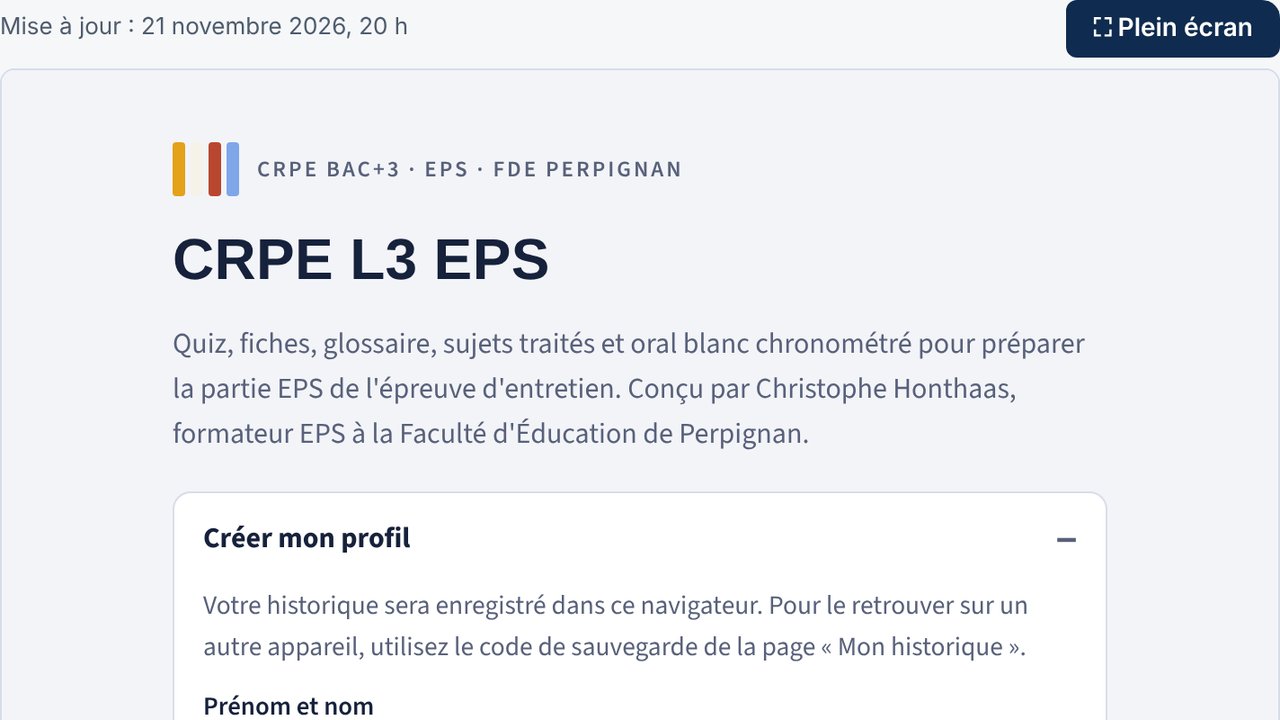 Mise à jour : 21 novembre 2026, 20 h
Plein écran
CRPE BAC+3 · EPS · FDE PERPIGNAN
CRPE L3 EPS
Quiz, fiches, glossaire, sujets traités et oral blanc chronométré pour préparer
la partie EPS de l'épreuve d'entretien. Conçu par Christophe Honthaas,
formateur EPS à la Faculté d'Éducation de Perpignan.
Créer mon profil
Votre historique sera enregistré dans ce navigateur. Pour le retrouver sur un
autre appareil, utilisez le code de sauvegarde de la page « Mon historique ».
Prénom et nom